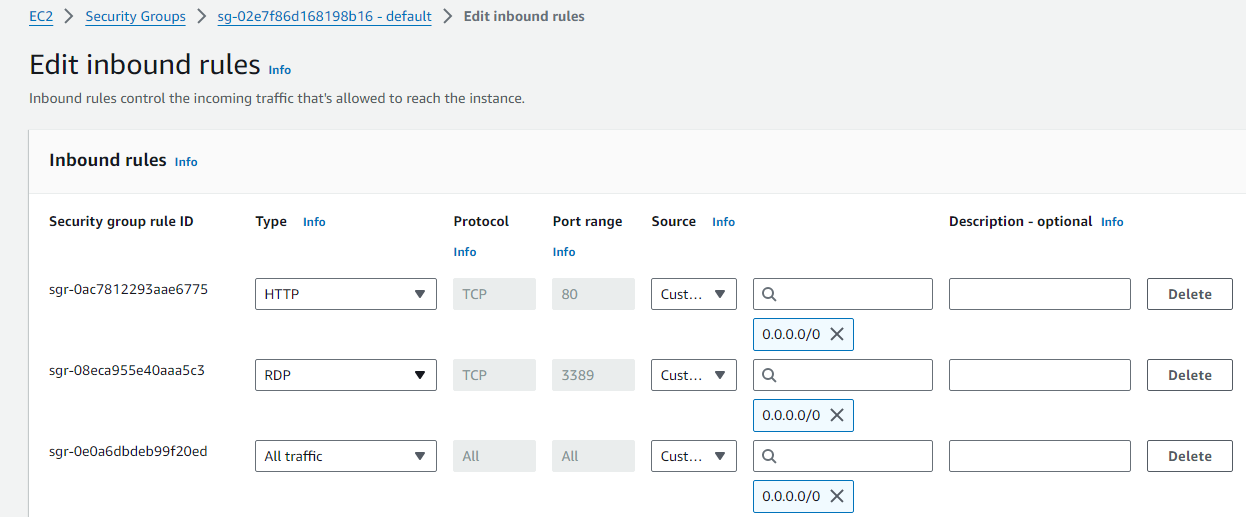 EC2 > Security Groups > sg-02e7f86d168198b16 - default > Edit inbound rules
Edit inbound rules Info
Inbound rules control the incoming traffic that's allowed to reach the instance.
Inbound rules Info
Security group rule ID Type Info Protocol Port range Source Info Description - optional Info
Info Info
sgr-0ac7812293aae6775 HTTP TCP 80 Cust... Delete
0.0.0.0/0
sgr-08eca955e40aaa5c3 RDP TCP 3389 Cust... Delete
0.0.0.0/0
sgr-0e0a6dbdeb99f20ed All traffic All All Cust... Delete
0.0.0.0/0